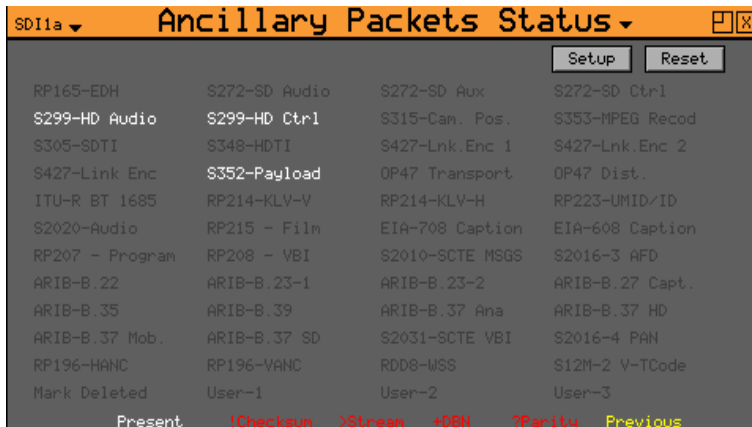 SDI1a Ancillary Packets Status
Setup Reset
RP165-EDH S272-SD Audio S272-SD Aux S272-SD Ctrl
S299-HD Audio S299-HD Ctrl S315-Cam. Pos. S353-MPEG Recod
S305-SDTI S348-HDTI S427-Lnk.Enc 1 S427-Lnk.Enc 2
S427-Link Enc S352-Payload OP47 Transport OP47 Dist.
ITU-R BT 1685 RP214-KLV-V RP214-KLV-H RP223-UMID/ID
S2020-Audio RP215 - Film EIA-708 Caption EIA-608 Caption
RP207 - Program RP208 - VBI S2010-SCTE MSGS S2016-3 AFD
ARIB-B.22 ARIB-B.23-1 ARIB-B.23-2 ARIB-B.27 Capt.
ARIB-B.35 ARIB-B.39 ARIB-B.37 Ana ARIB-B.37 HD
ARIB-B.37 Mob. ARIB-B.37 SD S2031-SCTE VBI S2016-4 PAN
RP196-HANC RP196-VANC RDD8-WSS S12M-2 V-TCode
Mark Deleted User-1 User-2 User-3
Present !Checksum >Stream +DBN ?Parity Previous